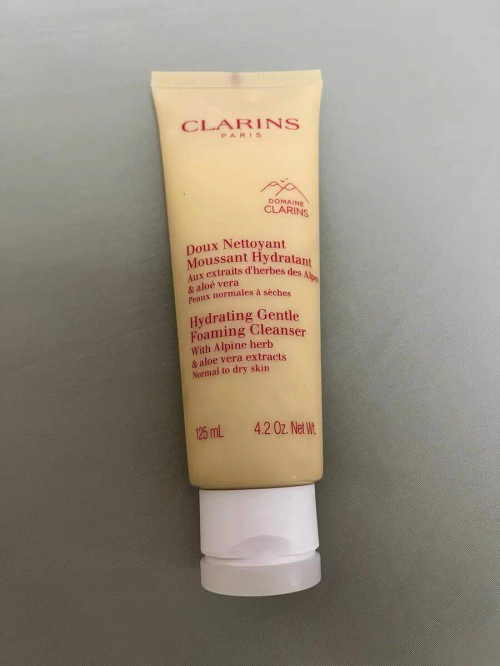 CLARINS
PARIS
DOMAINE
CLARINS
Doux Nettoyant
Moussant Hydratant
Aux extraits d'herbes des Alpes
& aloé vera
Peaux normales à sèches
Hydrating Gentle
Foaming Cleanser
With Alpine herb
& aloe vera extracts
Normal to dry skin
125 mL 4.2 Oz. Net Wt.